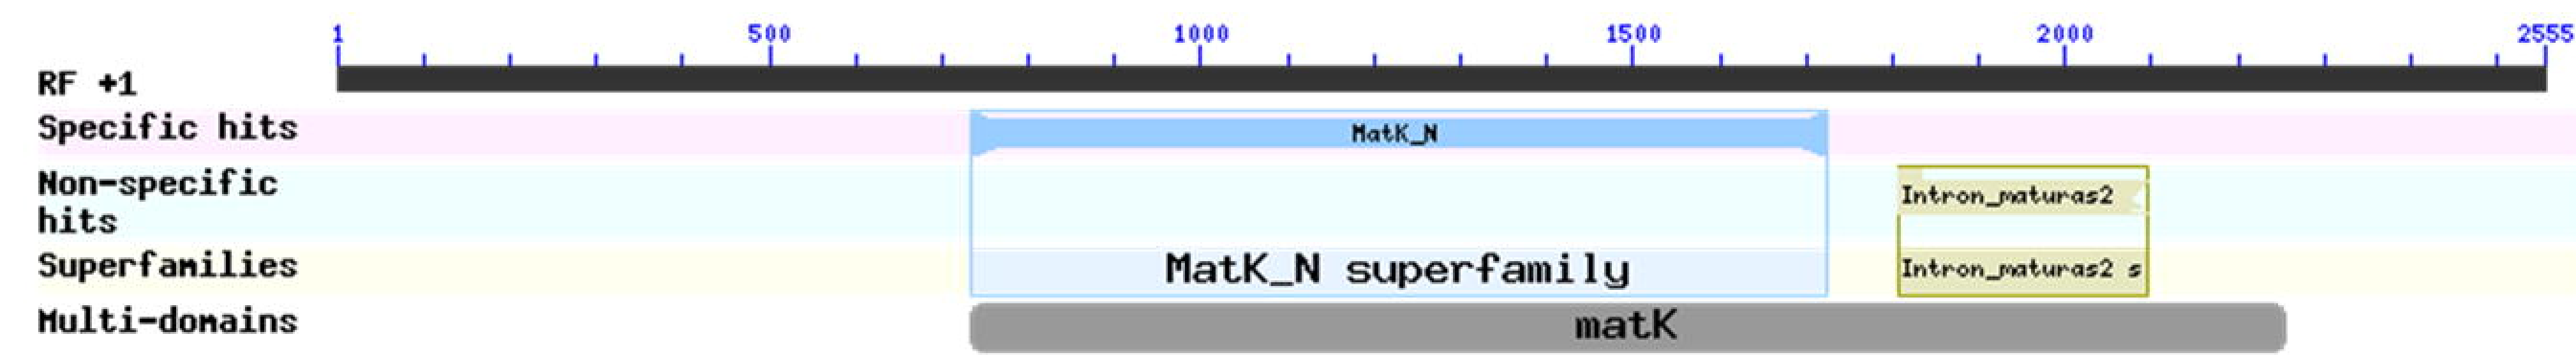 1 500 1000 1500 2000 2555
RF +1
Specific hits MatK_N
Non-specific
hits
Intron_maturas2
Superfamilies MatK_N superfamily Intron_maturas2 s
Multi-domains matK